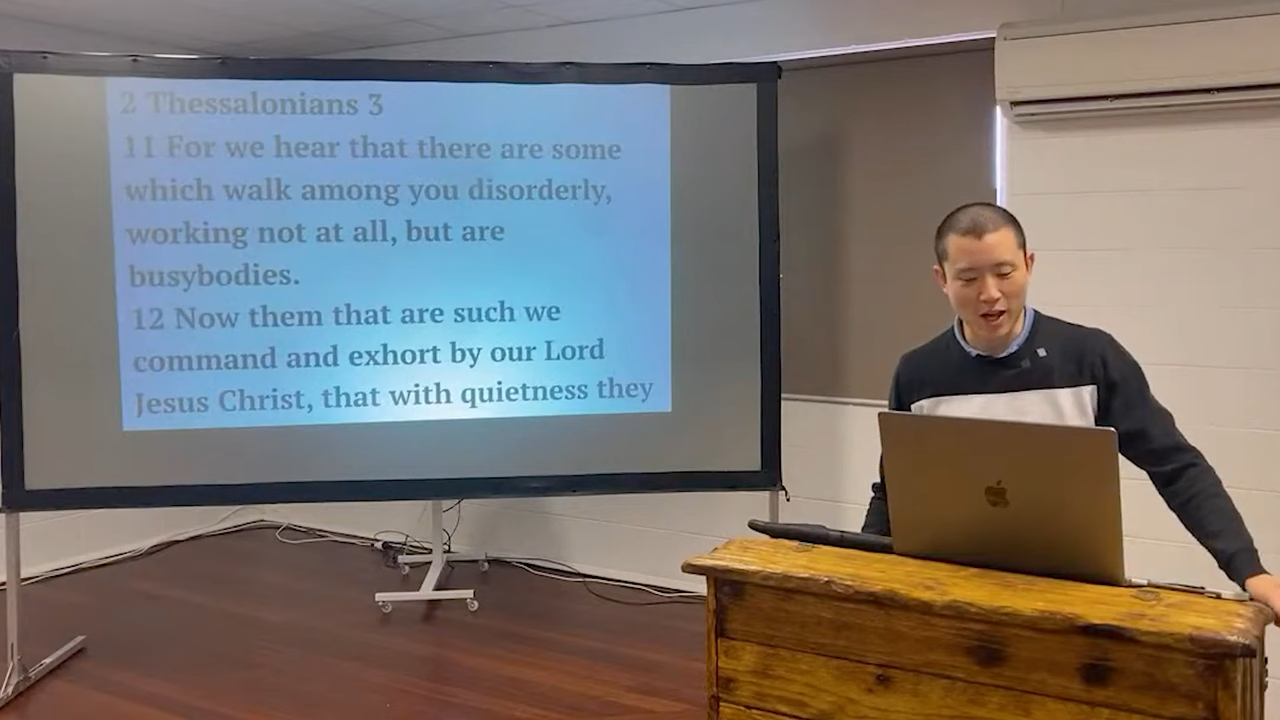 2 Thessalonians 3
11 For we hear that there are some
which walk among you disorderly,
working not at all, but are
busybodies.
12 Now them that are such we
command and exhort by our Lord
Jesus Christ, that with quietness they